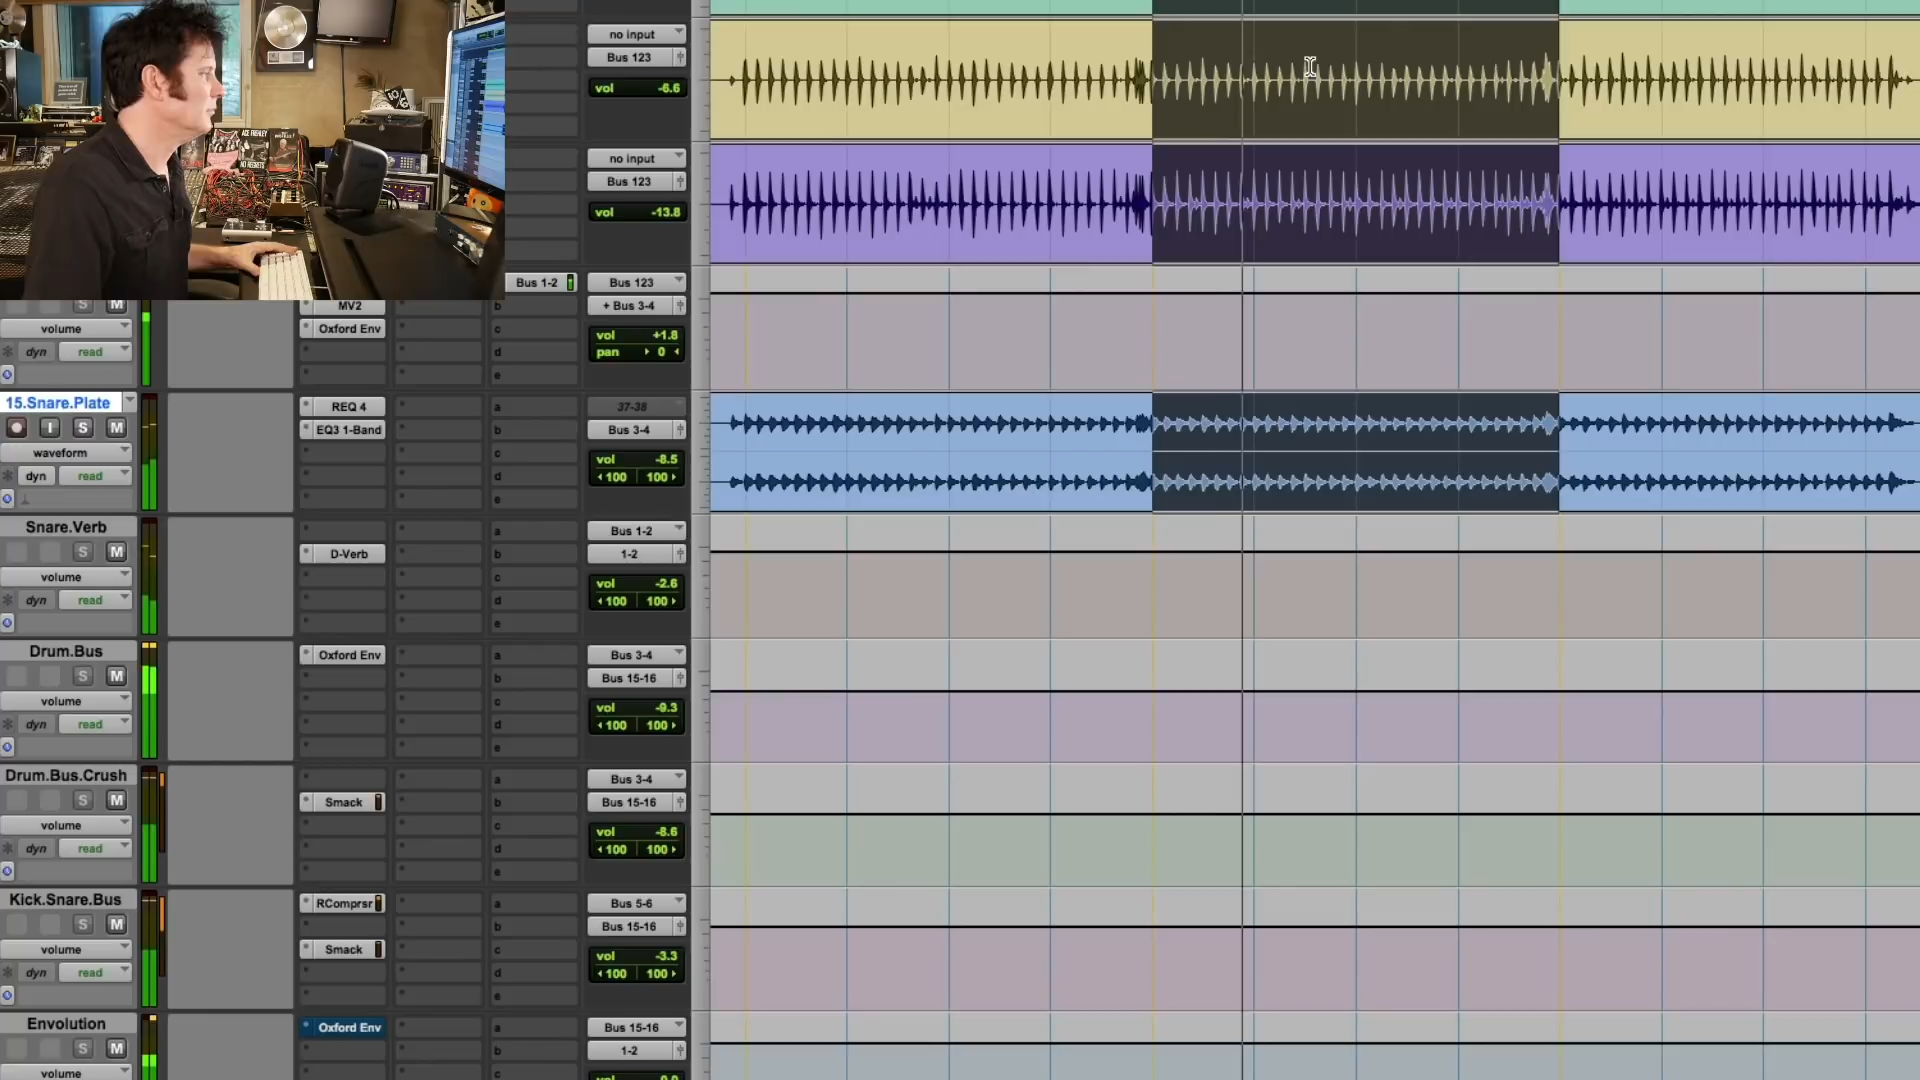 ACE FREHLEY
NO REGRETS
no input
Bus 123
vol -6.6
no input
Bus 123
vol -13.8
Bus 1-2
Bus 123
S M
MV2
b
+ Bus 3-4
volume
Oxford Env
c
vol +1.8
dyn read
d
pan 0
e
15.Snare.Plate
REQ 4
a
37-38
I S M
EQ3 1-Band
b
Bus 3-4
waveform
c
vol -8.5
dyn read
d
100 100
e
Snare.Verb
a
Bus 1-2
S M
D-Verb
b
1-2
volume
c
vol -2.6
dyn read
d
100 100
e
Drum.Bus
Oxford Env
a
Bus 3-4
S M
b
Bus 15-16
volume
c
vol -9.3
dyn read
d
100 100
e
Drum.Bus.Crush
a
Bus 3-4
S M
Smack
b
Bus 15-16
volume
c
vol -8.6
dyn read
d
100 100
e
Kick.Snare.Bus
RComprsr
a
Bus 5-6
S M
b
Bus 15-16
volume
Smack
c
vol -3.3
dyn read
d
100 100
e
Envolution
Oxford Env
a
Bus 15-16
S M
b
1-2
volume
c